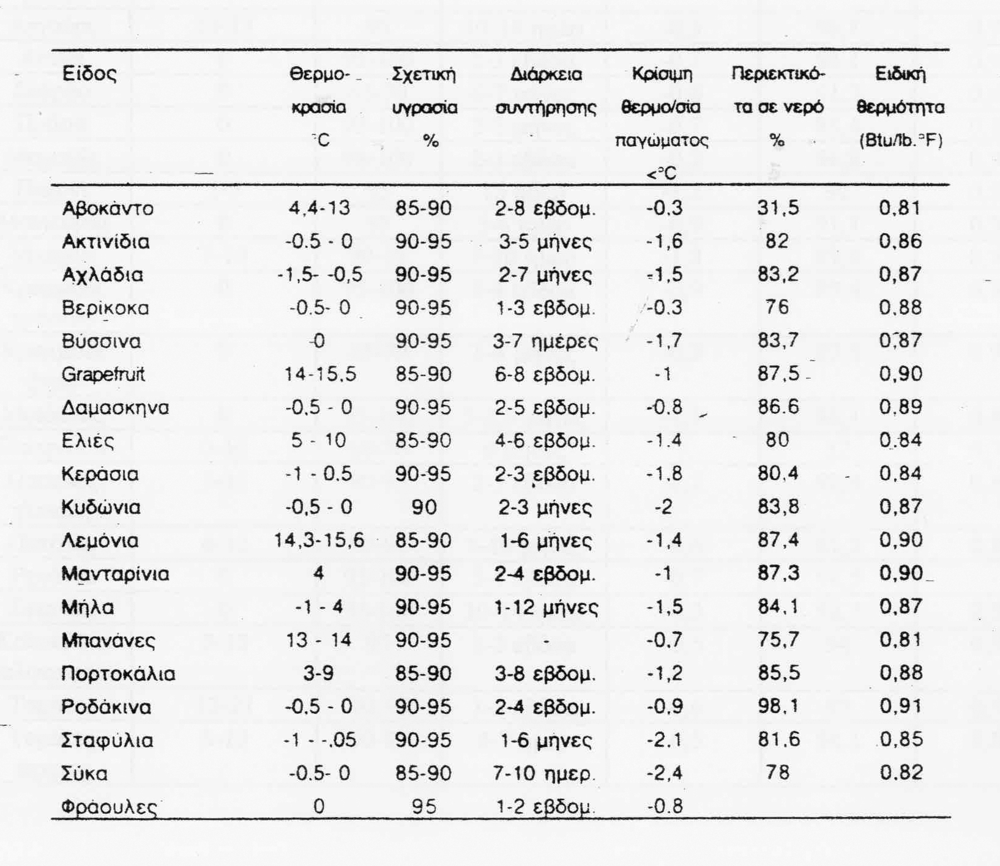 Είδος Θερμο- Σχετική Διάρκεια Κρίσιμη Περιεκτικό- Ειδική
κρασία υγρασία συντήρησης θερμο/σία τα σε νερό θερμότητα
°C % παγώματος % (Btu/lb.°F)
<°C
Αβοκάντο 4,4-13 85-90 2-8 εβδομ. -0.3 31,5 0,81
Ακτινίδια -0.5 - 0 90-95 3-5 μήνες -1,6 82 0,86
Αχλάδια -1,5- -0,5 90-95 2-7 μήνες -1,5 83,2 0,87
Βερίκοκα -0.5- 0 90-95 1-3 εβδομ. -0.3 76 0.88
Βύσσινα -0 90-95 3-7 ημέρες -1,7 83,7 0,87
Grapefruit 14-15,5 85-90 6-8 εβδομ. -1 87,5 0,90
Δαμασκηνα -0,5 - 0 90-95 2-5 εβδομ. -0.8 86.6 0,89
Ελιές 5 - 10 85-90 4-6 εβδομ. -1.4 80 0.84
Κεράσια -1 - 0.5 90-95 2-3 εβδομ. -1,8 80,4 0,84
Κυδώνια -0,5 - 0 90 2-3 μήνες -2 83,8 0,87
Λεμόνια 14,3-15,6 85-90 1-6 μήνες -1,4 87,4 0,90
Μανταρίνια 4 90-95 2-4 εβδομ. -1 87,3 0,90
Μήλα -1 - 4 90-95 1-12 μήνες -1,5 84,1 0,87
Μπανάνες 13 - 14 90-95 - -0,7 75,7 0,81
Πορτοκάλια 3-9 85-90 3-8 εβδομ. -1,2 85,5 0,88
Ροδάκινα -0,5 - 0 90-95 2-4 εβδομ. -0,9 98,1 0,91
Σταφύλια -1 - -.05 90-95 1-6 μήνες -2.1 81.6 0,85
Σύκα -0.5- 0 85-90 7-10 ημερ. -2,4 78 0.82
Φράουλες 0 95 1-2 εβδομ. -0.8